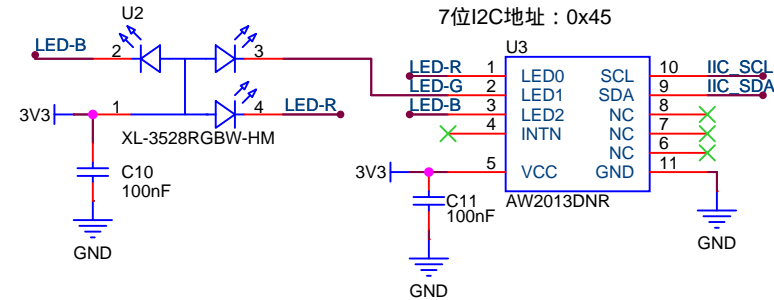 7位I2C地址：0x45
U2
LED-B
2
3
1
4
LED-R
3V3
XL-3528RGBW-HM
C10
100nF
GND
U3
LED-R
1
LED0
SCL
10
IIC_SCL
LED-G
2
LED1
SDA
9
IIC_SDA
LED-B
3
LED2
NC
8
4
INTN
NC
7
NC
6
3V3
5
VCC
GND
11
C11
100nF
AW2013DNR
GND
GND